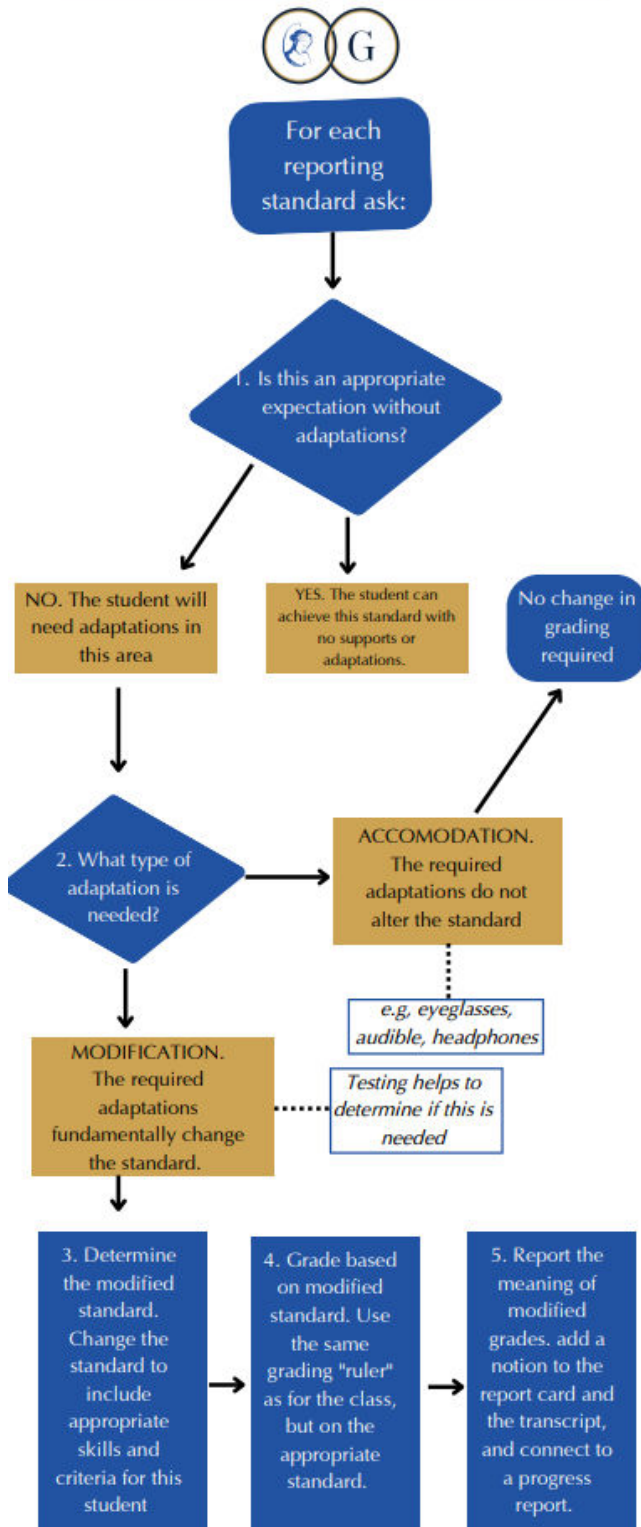 G
For each
reporting
standard ask:
1. Is this an appropriate
expectation without
adaptations?
NO. The student will
need adaptations in
this area
YES. The student can
achieve this standard with
no supports or
adaptations.
No change in
grading
required
2. What type of
adaptation is
needed?
ACCOMODATION.
The required
adaptations do not
alter the standard
e.g, eyeglasses,
audible, headphones
MODIFICATION.
The required
adaptations
fundamentally change
the standard.
Testing helps to
determine if this is
needed
3. Determine
the modified
standard.
Change the
standard to
include
appropriate
skills and
criteria for this
student
4. Grade based
on modified
standard. Use
the same
grading "ruler"
as for the class,
but on the
appropriate
standard.
5. Report the
meaning of
modified
grades. add a
notion to the
report card and
the transcript,
and connect to
a progress
report.